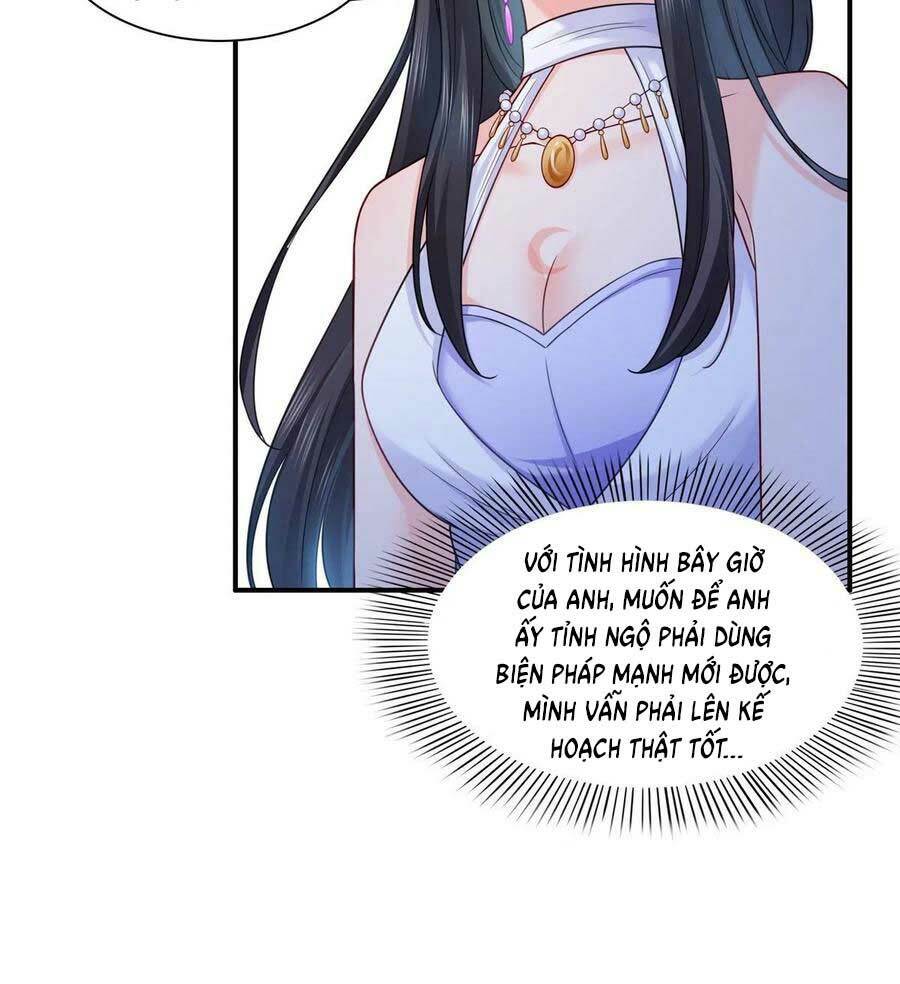 VỚI TÌNH HÌNH BÂY GIỜ
CỦA ANH, MUỐN ĐỂ ANH
ẤY TỈNH NGỘ PHẢI DÙNG
BIỆN PHÁP MẠNH MỚI ĐƯỢC,
MÌNH VẪN PHẢI LÊN KẾ
HOẠCH THẬT TỐT...